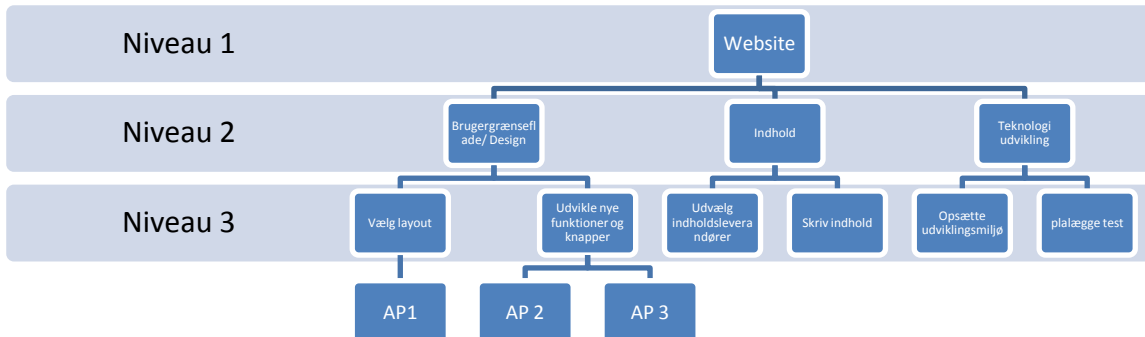 Niveau 1
Website
Niveau 2
Brugergrænsefl
ade/ Design
Indhold
Teknologi
udvikling
Niveau 3
Vælg layout
Udvikle nye
funktioner og
knapper
Udvælg
indholdslevera
ndører
Skriv indhold
Opsætte
udviklingsmiljø
plalægge test
AP1
AP 2
AP 3